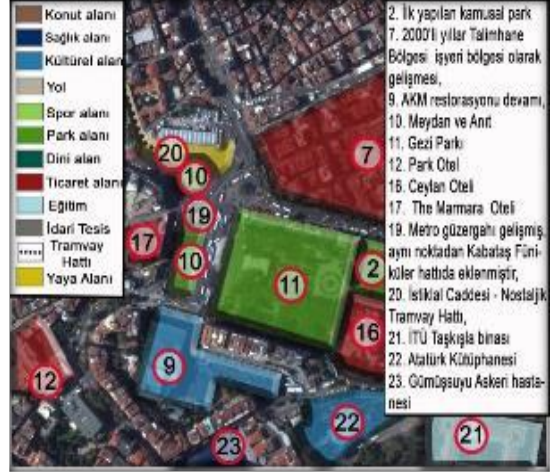 Konut alanı
Sağlık alanı
Kültürel alan
Yol
Spor alanı
Park alanı
Dini alan
Ticaret alanı
Eğitim
İdari Tesis
Tramvay
Hattı
Yaya Alanı
20
10
19
10
17
7
11
2
16
9
12
22
23
21
2. İlk yapılan kamusal park
7. 2000'li yıllar Talimhane
Bölgesi işyeri bölgesi olarak
gelişmesi,
9. AKM restorasyonu devamı,
10. Meydan ve Anıt
11. Gezi Parkı
12. Park Otel
16. Ceylan Oteli
17. The Marmara Oteli
19. Metro güzergahı gelişmiş,
aynı noktadan Kabataş Füni-
küler hattıda eklenmiştir,
20. İstiklal Caddesi - Nostaljik
Tramvay Hattı,
21. İTÜ Taşkışla binası
22. Atatürk Kütüphanesi
23. Gümüşsuyu Askeri hasta-
nesi